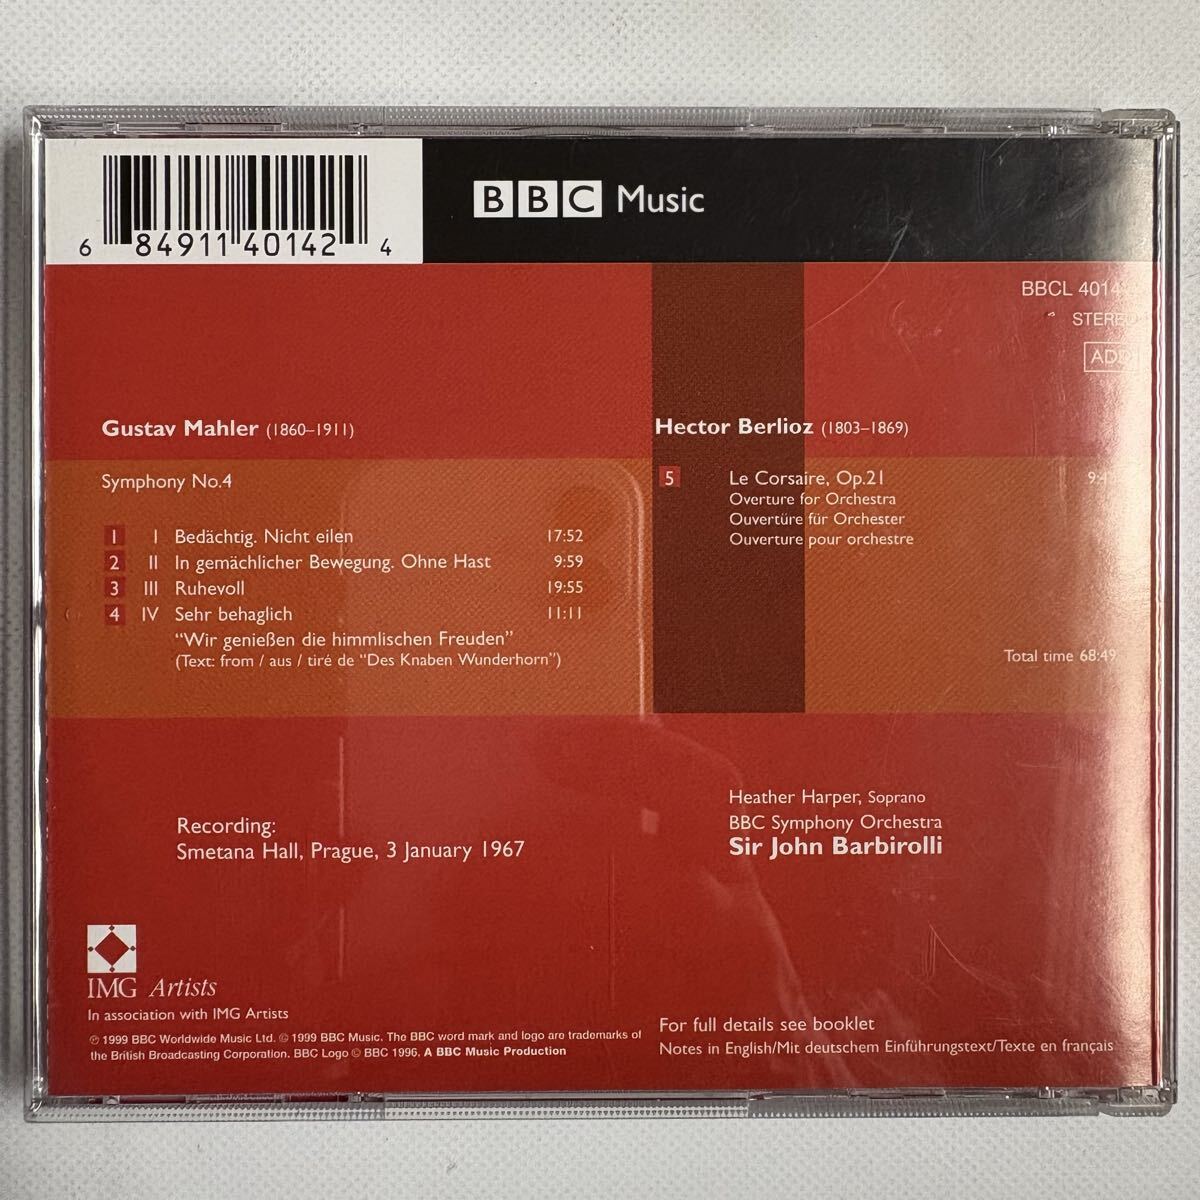 BBC Music
6 84911 40142 4
BBCL 4014
STEREO
ADD
Gustav Mahler (1860–1911)
Symphony No.4
1 I Bedächtig. Nicht eilen 17:52
2 II In gemächlicher Bewegung. Ohne Hast 9:59
3 III Ruhevoll 19:55
4 IV Sehr behaglich 11:11
“Wir genießen die himmlischen Freuden”
(Text: from / aus / tiré de “Des Knaben Wunderhorn”)
Hector Berlioz (1803–1869)
5 Le Corsaire, Op.21
Overture for Orchestra
Ouvertüre für Orchester
Ouverture pour orchestre
Total time 68:49
Recording:
Smetana Hall, Prague, 3 January 1967
Heather Harper, Soprano
BBC Symphony Orchestra
Sir John Barbirolli
IMG Artists
In association with IMG Artists
℗ 1999 BBC Worldwide Music Ltd. © 1999 BBC Music. The BBC word mark and logo are trademarks of
the British Broadcasting Corporation. BBC Logo © BBC 1996. A BBC Music Production
For full details see booklet
Notes in English/Mit deutschem Einführungstext/Texte en français